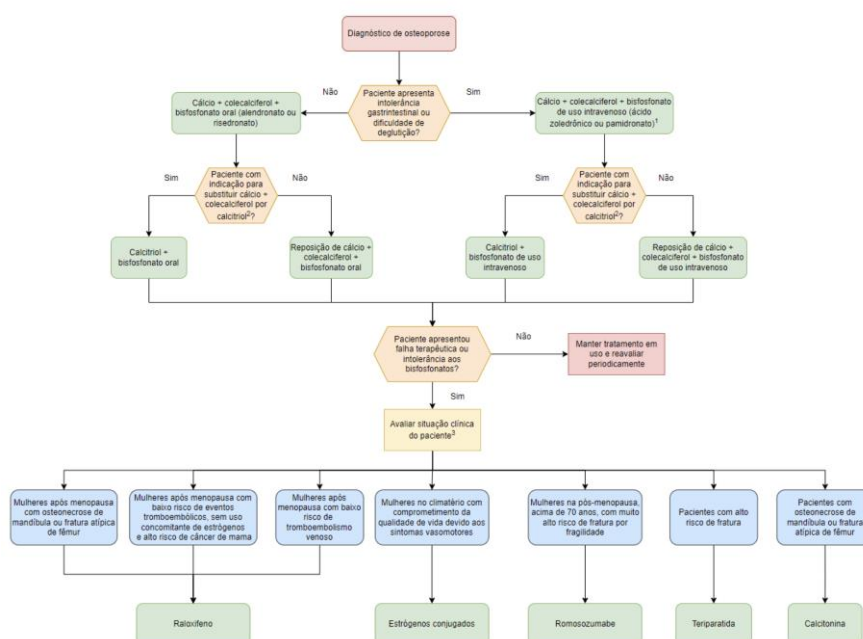 Diagnóstico de osteoporose
Não
Paciente apresenta
intolerância
gastrintestinal ou
dificuldade de
deglutição?
Sim
Cálcio + colecalciferol +
bisfosfonato oral (alendronato ou
risedronato)
Cálcio + colecalciferol + bisfosfonato
de uso intravenoso (ácido
zoledrônico ou pamidronato)¹
Sim
Paciente com
indicação para
substituir cálcio +
colecalciferol por
calcitriol²?
Não
Sim
Paciente com
indicação para
substituir cálcio +
colecalciferol por
calcitriol²?
Não
Calcitriol +
bisfosfonato oral
Reposição de cálcio +
colecalciferol +
bisfosfonato oral
Calcitriol +
bisfosfonato de uso
intravenoso
Reposição de cálcio +
colecalciferol + bisfosfonato
de uso intravenoso
Paciente apresentou
falha terapêutica ou
intolerância aos
bisfosfonatos?
Não
Manter tratamento em
uso e reavaliar
periodicamente
Sim
Avaliar situação clínica
do paciente³
Mulheres após menopausa
com osteonecrose de
mandíbula ou fratura atípica
de fêmur
Mulheres após menopausa com
baixo risco de eventos
tromboembólicos, sem uso
concomitante de estrógenos
e alto risco de câncer de mama
Mulheres após
menopausa com baixo
risco de
tromboembolismo
venoso
Mulheres no climatério com
comprometimento da
qualidade de vida devido aos
sintomas vasomotores
Mulheres na pós-menopausa,
acima de 70 anos, com muito
alto risco de fratura por
fragilidade
Pacientes com alto
risco de fratura
Pacientes com
osteonecrose de
mandíbula ou fratura
atípica de fêmur
Raloxifeno
Estrógenos conjugados
Romosozumabe
Teriparatida
Calcitonina